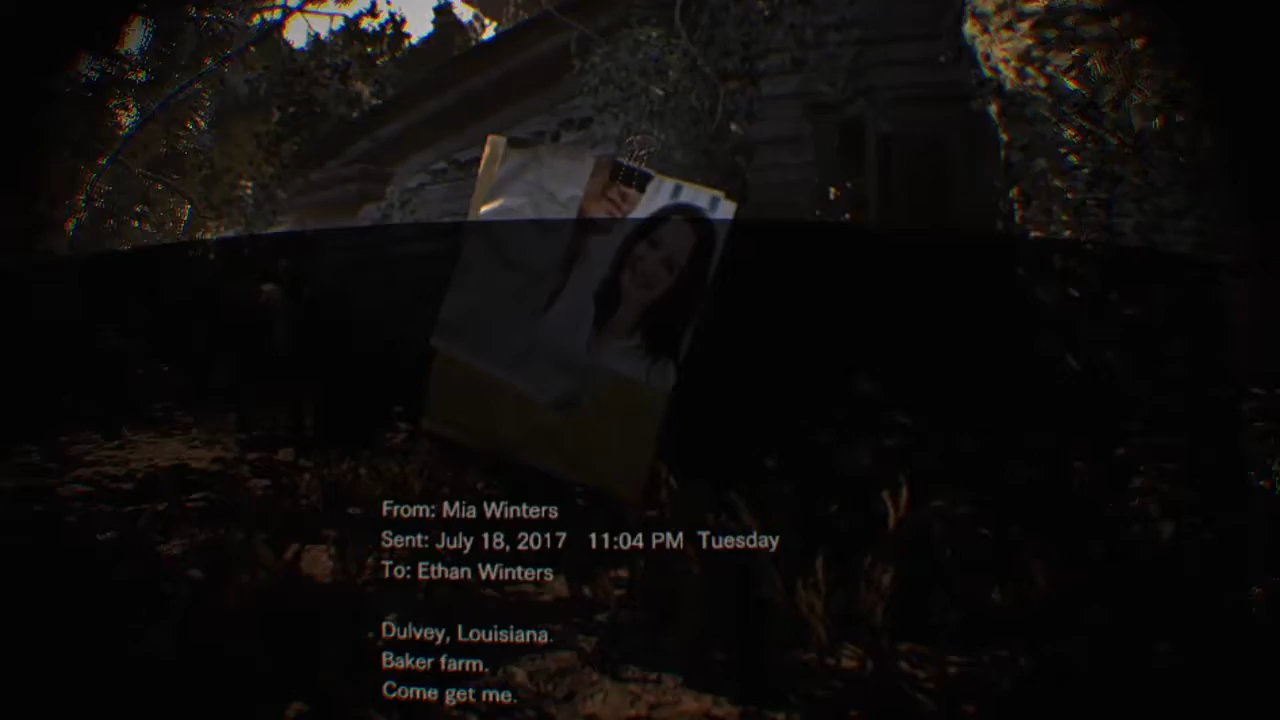 From: Mia Winters
Sent: July 18, 2017 11:04 PM Tuesday
To: Ethan Winters
Dulvey, Louisiana.
Baker farm.
Come get me.